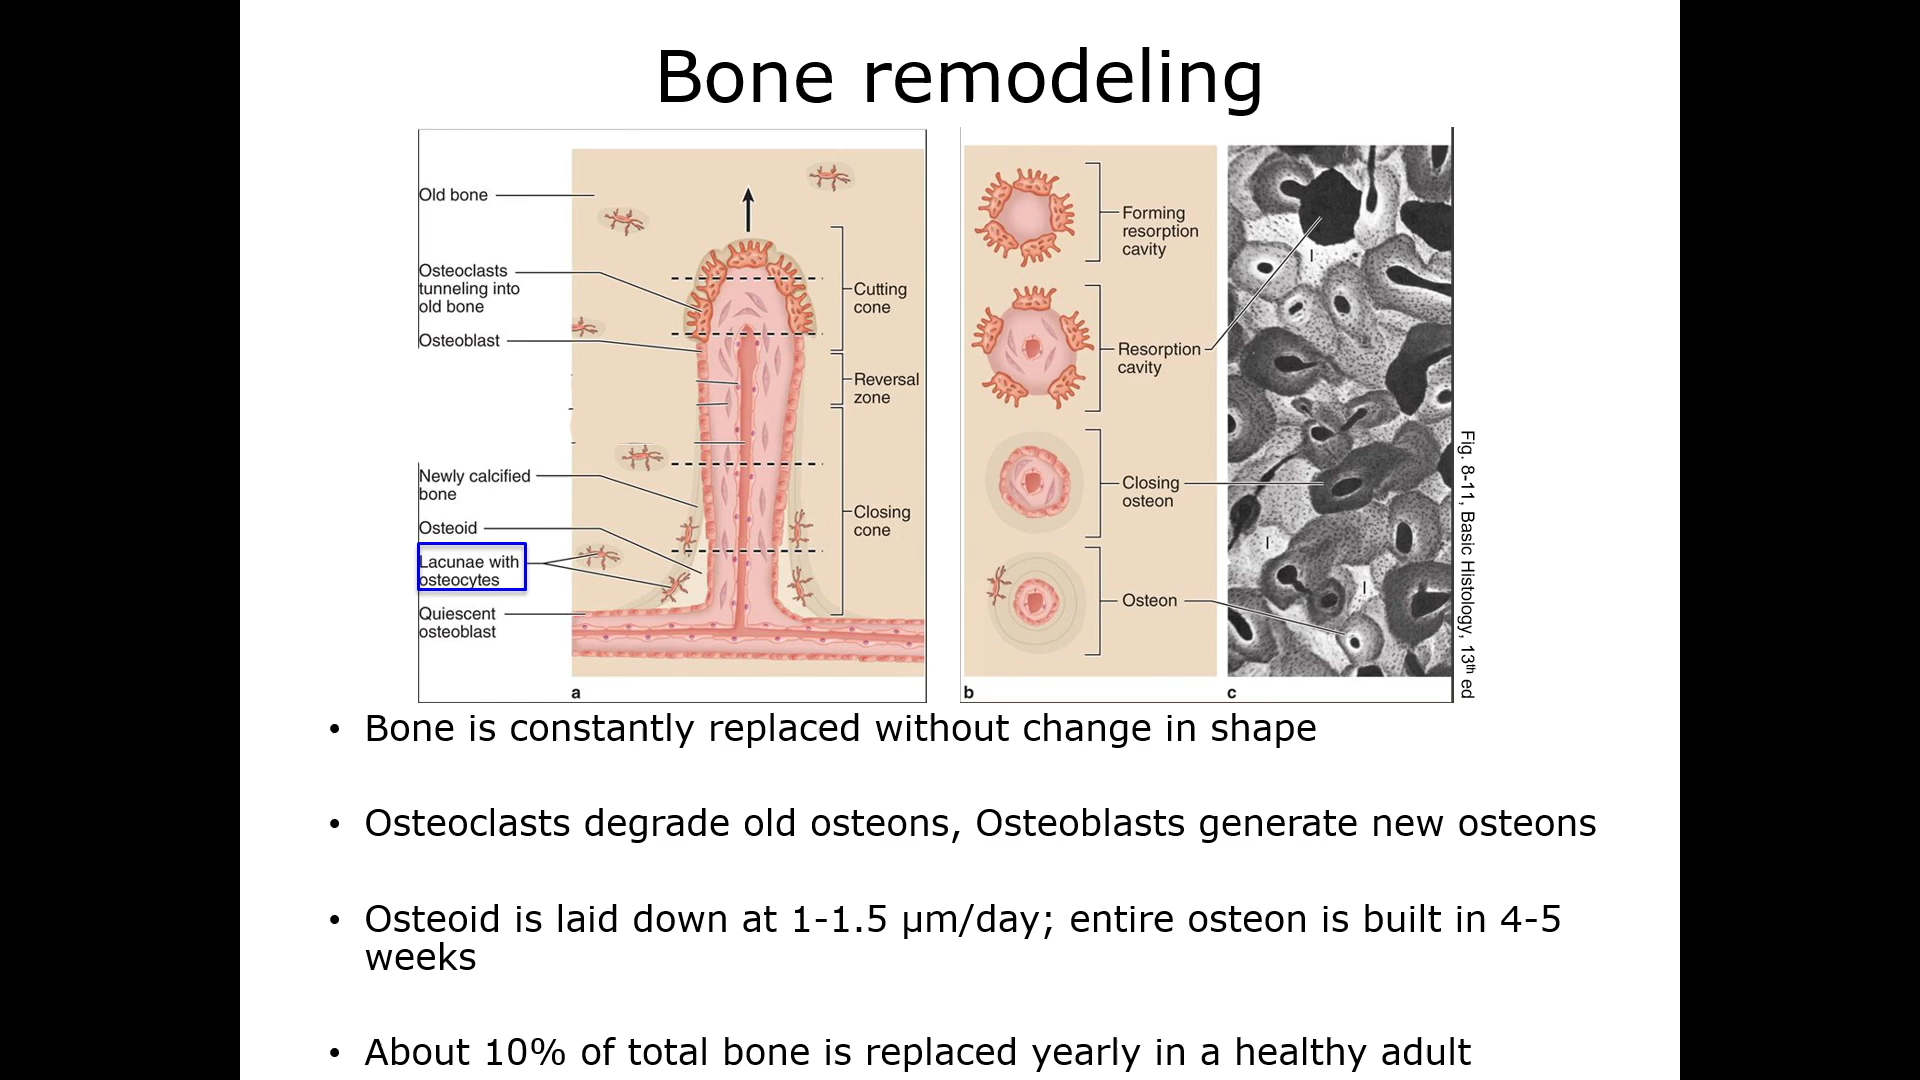 Bone remodeling
Old bone
Osteoclasts
tunneling into
old bone
Osteoblast
Newly calcified
bone
Osteoid
Lacunae with
osteocytes
Quiescent
osteoblast
Cutting
cone
Reversal
zone
Closing
cone
a
Forming
resorption
cavity
Resorption
cavity
Closing
osteon
Osteon
b
I
I
I
c
Fig. 8-11, Basic Histology, 13th ed
• Bone is constantly replaced without change in shape
• Osteoclasts degrade old osteons, Osteoblasts generate new osteons
• Osteoid is laid down at 1-1.5 µm/day; entire osteon is built in 4-5
weeks
• About 10% of total bone is replaced yearly in a healthy adult